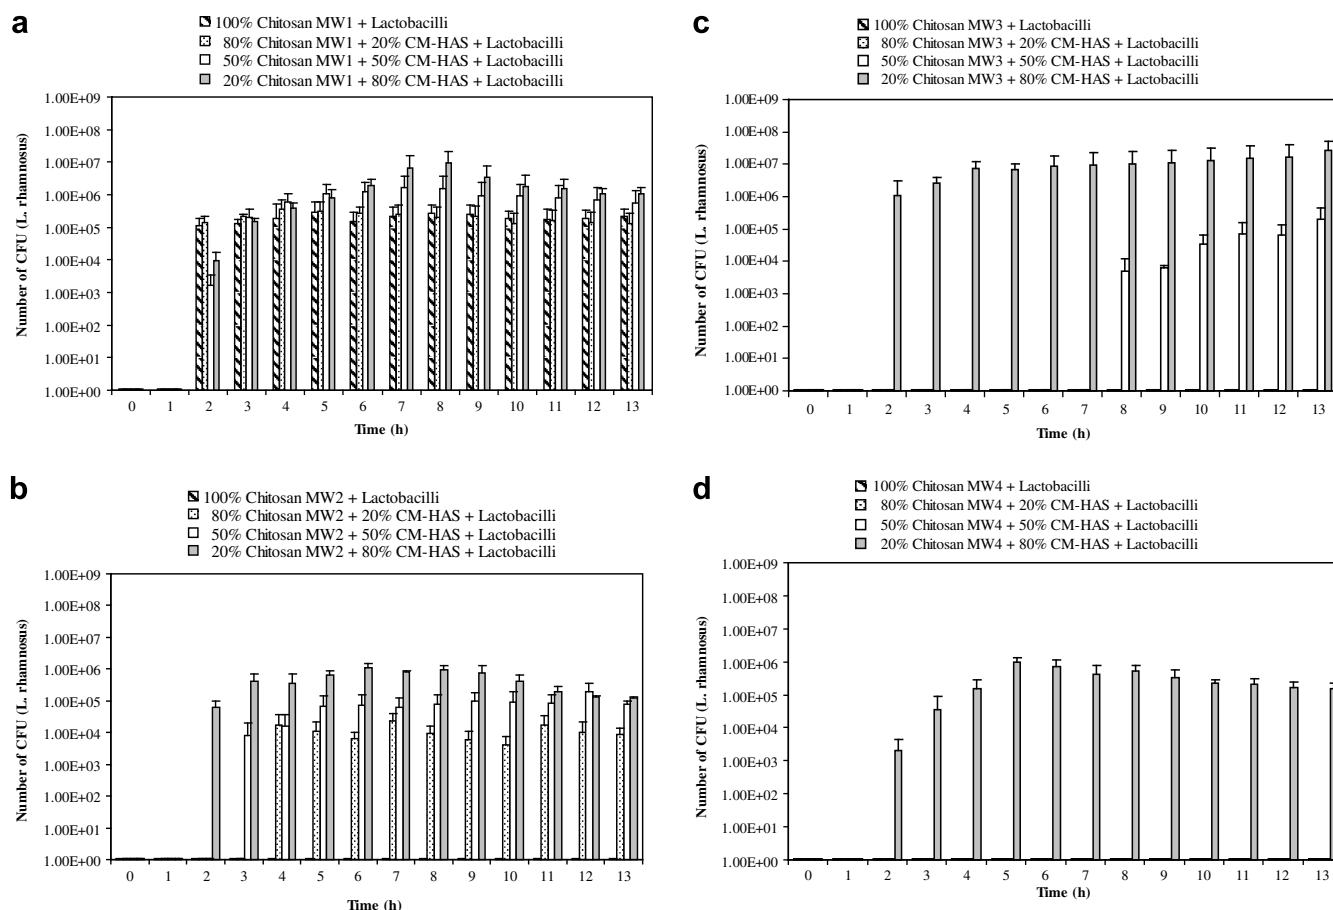 a
100% Chitosan MW1 + Lactobacilli
80% Chitosan MW1 + 20% CM-HAS + Lactobacilli
50% Chitosan MW1 + 50% CM-HAS + Lactobacilli
20% Chitosan MW1 + 80% CM-HAS + Lactobacilli
Number of CFU (L. rhamnosus)
1.00E+09
1.00E+08
1.00E+07
1.00E+06
1.00E+05
1.00E+04
1.00E+03
1.00E+02
1.00E+01
1.00E+00
0 1 2 3 4 5 6 7 8 9 10 11 12 13
Time (h)
b
100% Chitosan MW2 + Lactobacilli
80% Chitosan MW2 + 20% CM-HAS + Lactobacilli
50% Chitosan MW2 + 50% CM-HAS + Lactobacilli
20% Chitosan MW2 + 80% CM-HAS + Lactobacilli
Number of CFU (L. rhamnosus)
1.00E+09
1.00E+08
1.00E+07
1.00E+06
1.00E+05
1.00E+04
1.00E+03
1.00E+02
1.00E+01
1.00E+00
0 1 2 3 4 5 6 7 8 9 10 11 12 13
Time (h)
c
100% Chitosan MW3 + Lactobacilli
80% Chitosan MW3 + 20% CM-HAS + Lactobacilli
50% Chitosan MW3 + 50% CM-HAS + Lactobacilli
20% Chitosan MW3 + 80% CM-HAS + Lactobacilli
Number of CFU (L. rhamnosus)
1.00E+09
1.00E+08
1.00E+07
1.00E+06
1.00E+05
1.00E+04
1.00E+03
1.00E+02
1.00E+01
1.00E+00
0 1 2 3 4 5 6 7 8 9 10 11 12 13
Time (h)
d
100% Chitosan MW4 + Lactobacilli
80% Chitosan MW4 + 20% CM-HAS + Lactobacilli
50% Chitosan MW4 + 50% CM-HAS + Lactobacilli
20% Chitosan MW4 + 80% CM-HAS + Lactobacilli
Number of CFU (L. rhamnosus)
1.00E+09
1.00E+08
1.00E+07
1.00E+06
1.00E+05
1.00E+04
1.00E+03
1.00E+02
1.00E+01
1.00E+00
0 1 2 3 4 5 6 7 8 9 10 11 12 13
Time (h)